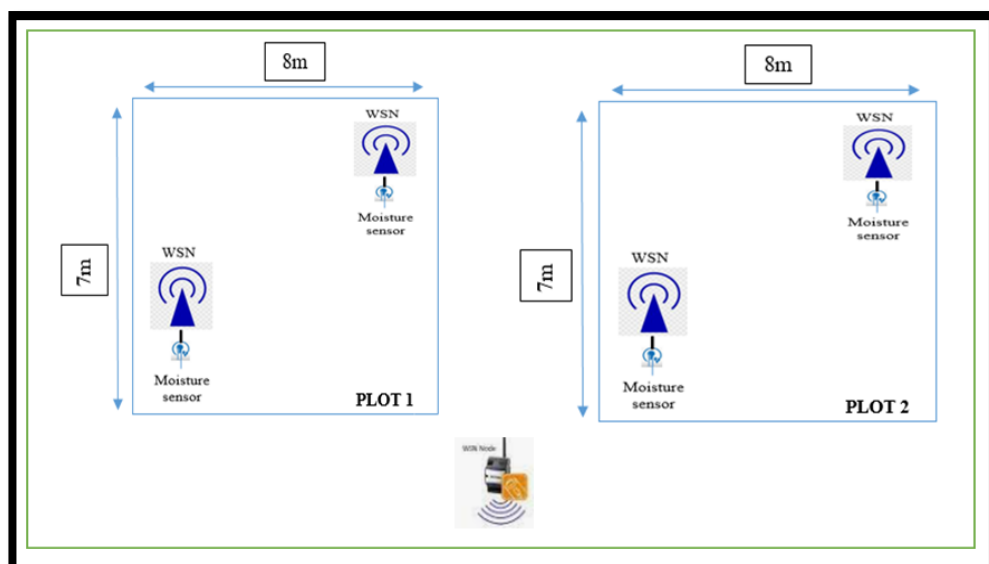 8m
WSN
Moisture
sensor
7m
WSN
Moisture
sensor
PLOT 1
8m
WSN
Moisture
sensor
7m
WSN
Moisture
sensor
PLOT 2
WSN Node